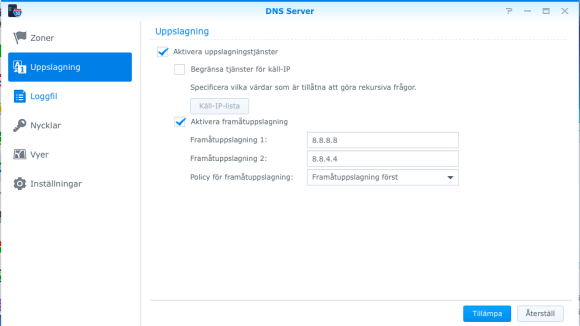 DNS Server
Zoner
Uppslagning
Loggfil
Nycklar
Vyer
Inställningar
Uppslagning
Aktivera uppslagningstjänster
Begränsa tjänster för käll-IP
Specificera vilka värdar som är tillåtna att göra rekursiva frågor.
Käll-IP-lista
Aktivera framåtuppslagning
Framåtuppslagning 1: 8.8.8.8
Framåtuppslagning 2: 8.8.4.4
Policy för framåtuppslagning: Framåtuppslagning först
Tillämpa Återställ